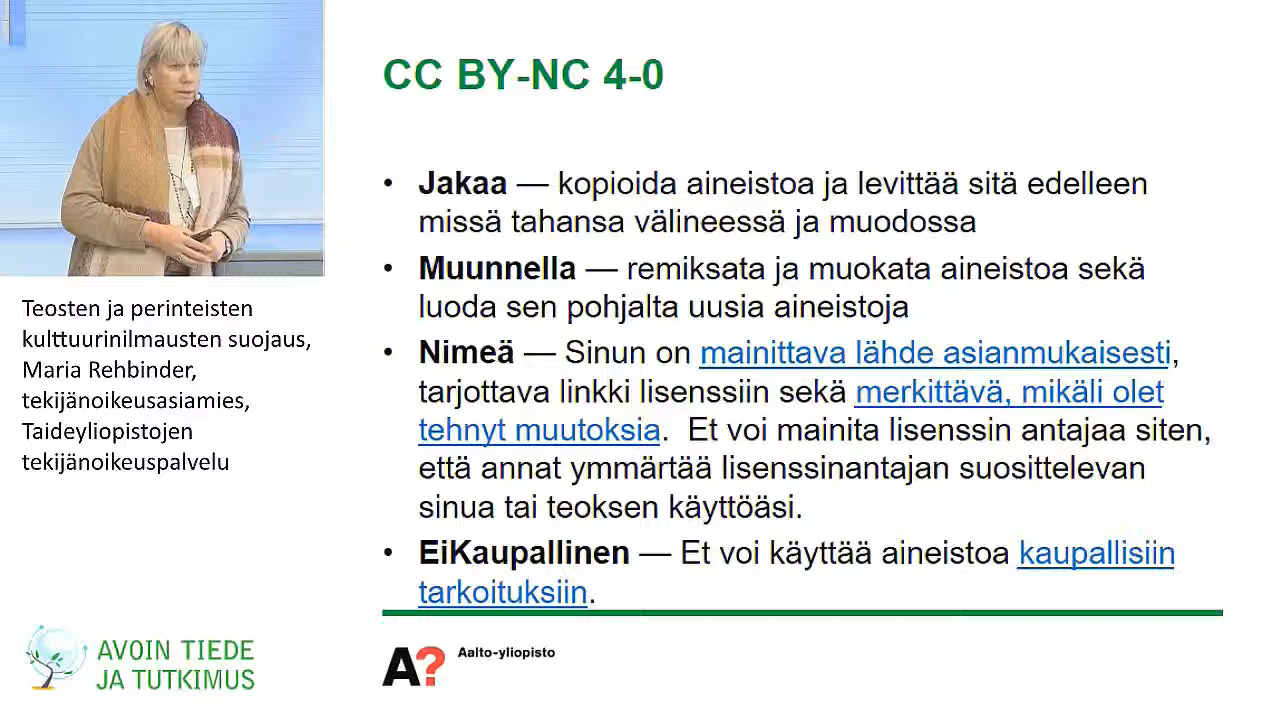 CC BY-NC 4-0
• Jakaa — kopioida aineistoa ja levittää sitä edelleen
missä tahansa välineessä ja muodossa
• Muunnella — remiksata ja muokata aineistoa sekä
luoda sen pohjalta uusia aineistoja
• Nimeä — Sinun on mainittava lähde asianmukaisesti,
tarjottava linkki lisenssiin sekä merkittävä, mikäli olet
tehnyt muutoksia. Et voi mainita lisenssin antajaa siten,
että annat ymmärtää lisenssinantajan suosittelevan
sinua tai teoksen käyttöäsi.
• EiKaupallinen — Et voi käyttää aineistoa kaupallisiin
tarkoituksiin.
Teosten ja perinteisten
kulttuurinilmausten suojaus,
Maria Rehbinder,
tekijänoikeusasiamies,
Taideyliopistojen
tekijänoikeuspalvelu
AVOIN TIEDE
JA TUTKIMUS
A?
Aalto-yliopisto